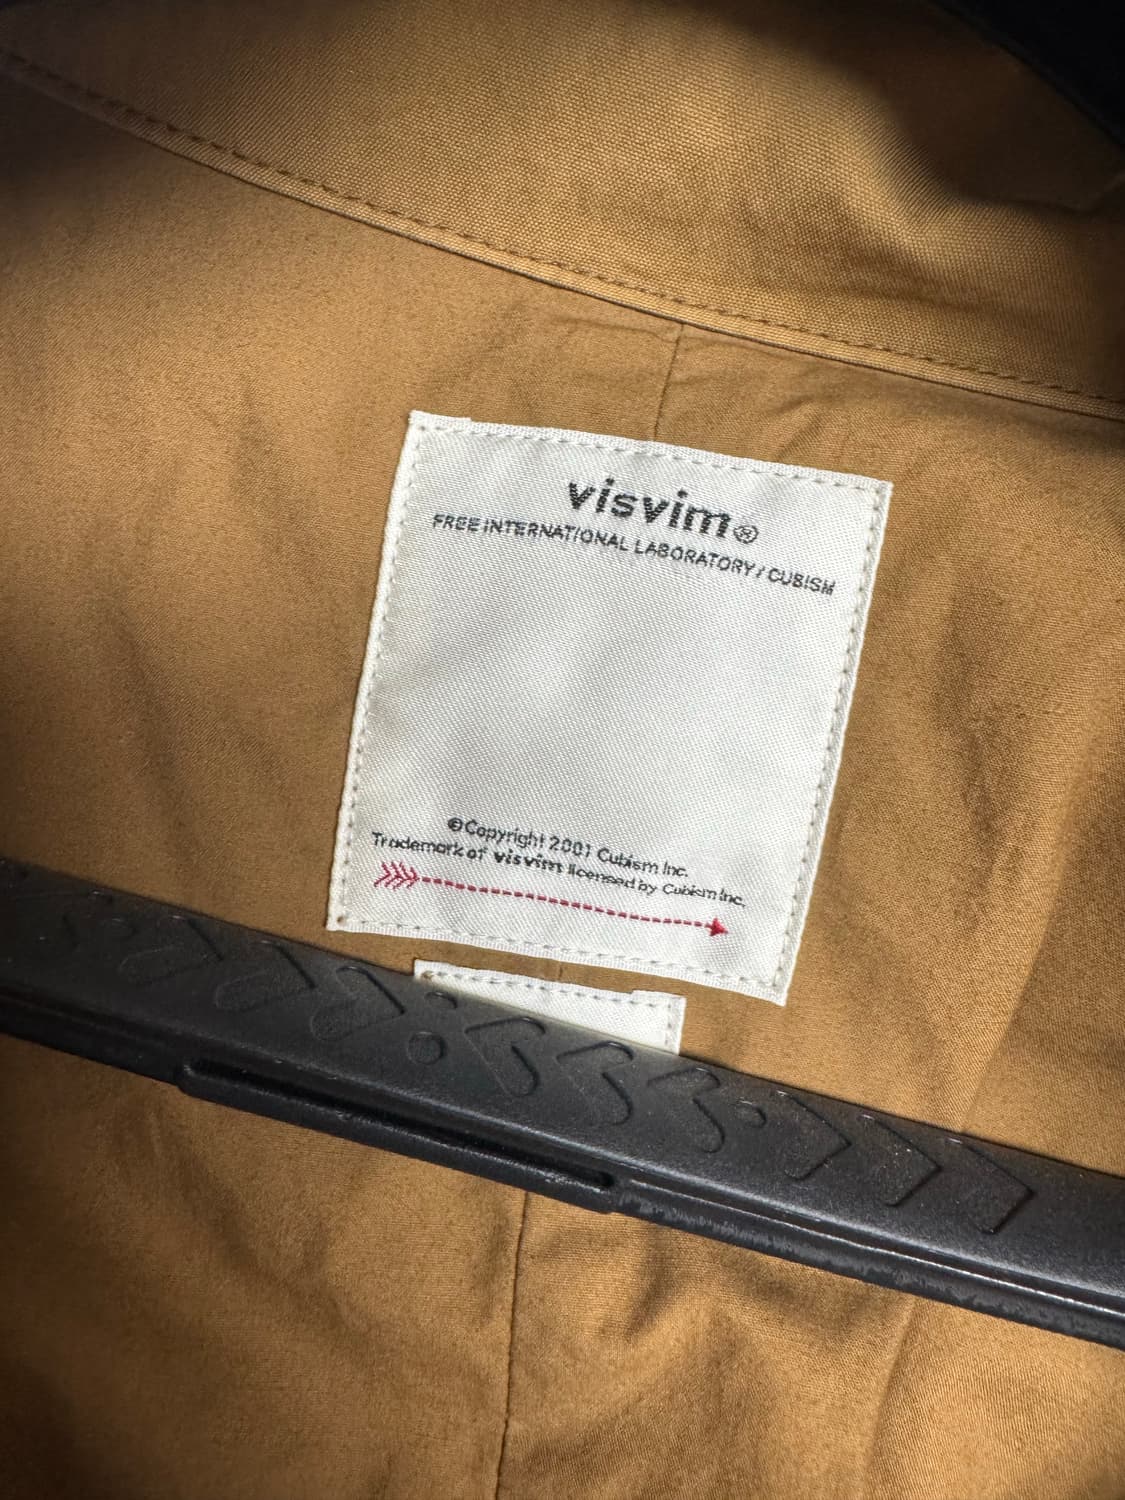 visvim®
FREE INTERNATIONAL LABORATORY / CUBISM
©Copyright 2001 Cubism Inc.
Trademark of visvim licensed by Cubism Inc.